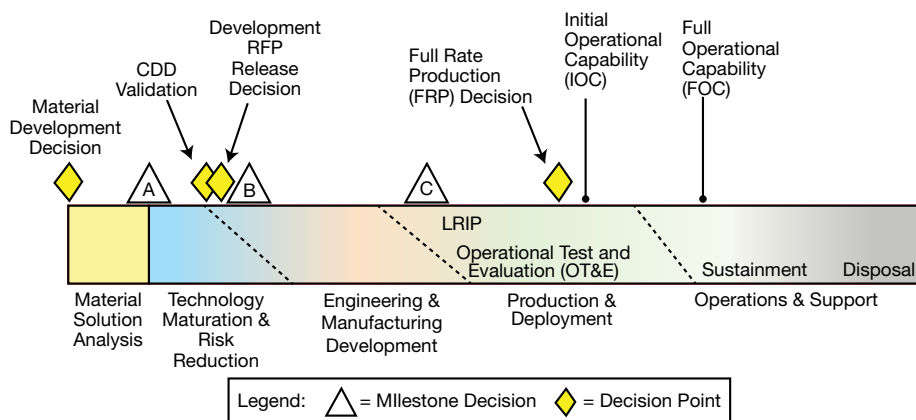 Material
Development
Decision
CDD
Validation
Development
RFP
Release
Decision
Full Rate
Production
(FRP) Decision
Initial
Operational
Capability
(IOC)
Full
Operational
Capability
(FOC)
A
B
C
LRIP
Operational Test and
Evaluation (OT&E)
Sustainment
Disposal
Material
Solution
Analysis
Technology
Maturation &
Risk
Reduction
Engineering &
Manufacturing
Development
Production &
Deployment
Operations & Support
Legend: = MIlestone Decision = Decision Point